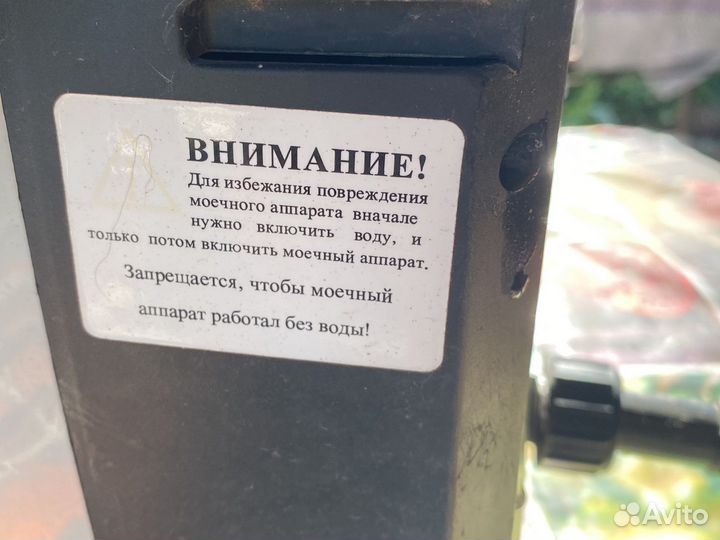 ВНИМАНИЕ!
Для избежания повреждения
моечного аппарата вначале
нужно включить воду, и
только потом включить моечный аппарат.
Запрещается, чтобы моечный
аппарат работал без воды!
Avito